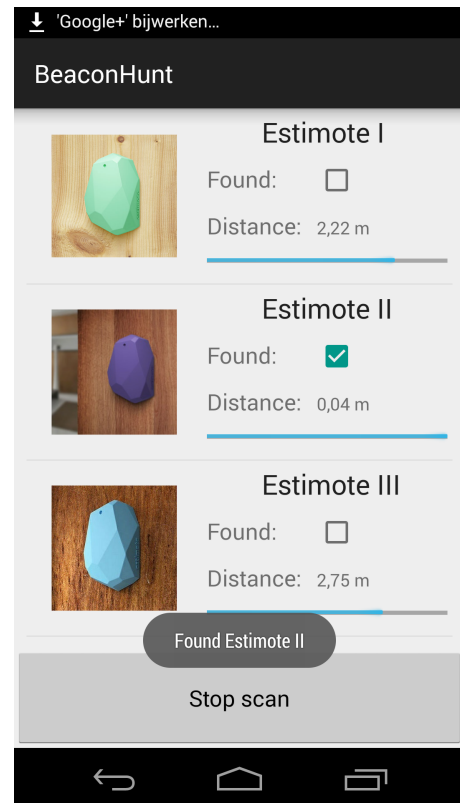 'Google+' bijwerken...
BeaconHunt
Estimote I
Found:
Distance: 2,22 m
Estimote II
Found:
Distance: 0,04 m
Estimote III
Found:
Distance: 2,75 m
Found Estimote II
Stop scan